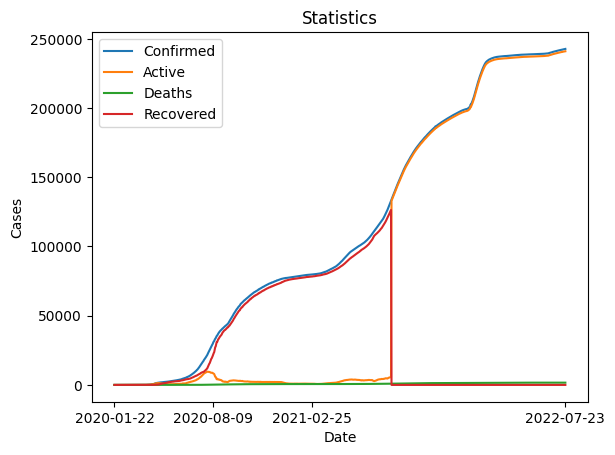 Statistics
Confirmed
Active
Deaths
Recovered
250000
200000
150000
100000
50000
0
Cases
2020-01-22 2020-08-09 2021-02-25 2022-07-23
Date